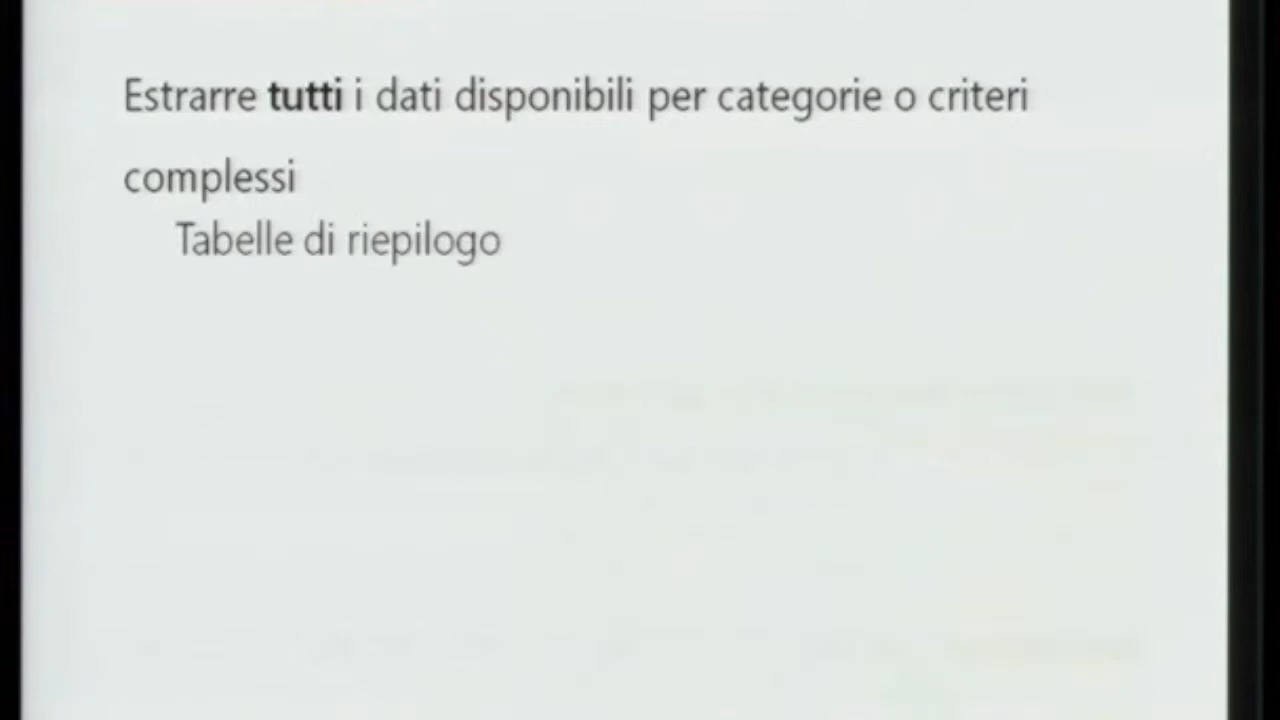 Estrarre tutti i dati disponibili per categorie o criteri
complessi
Tabelle di riepilogo